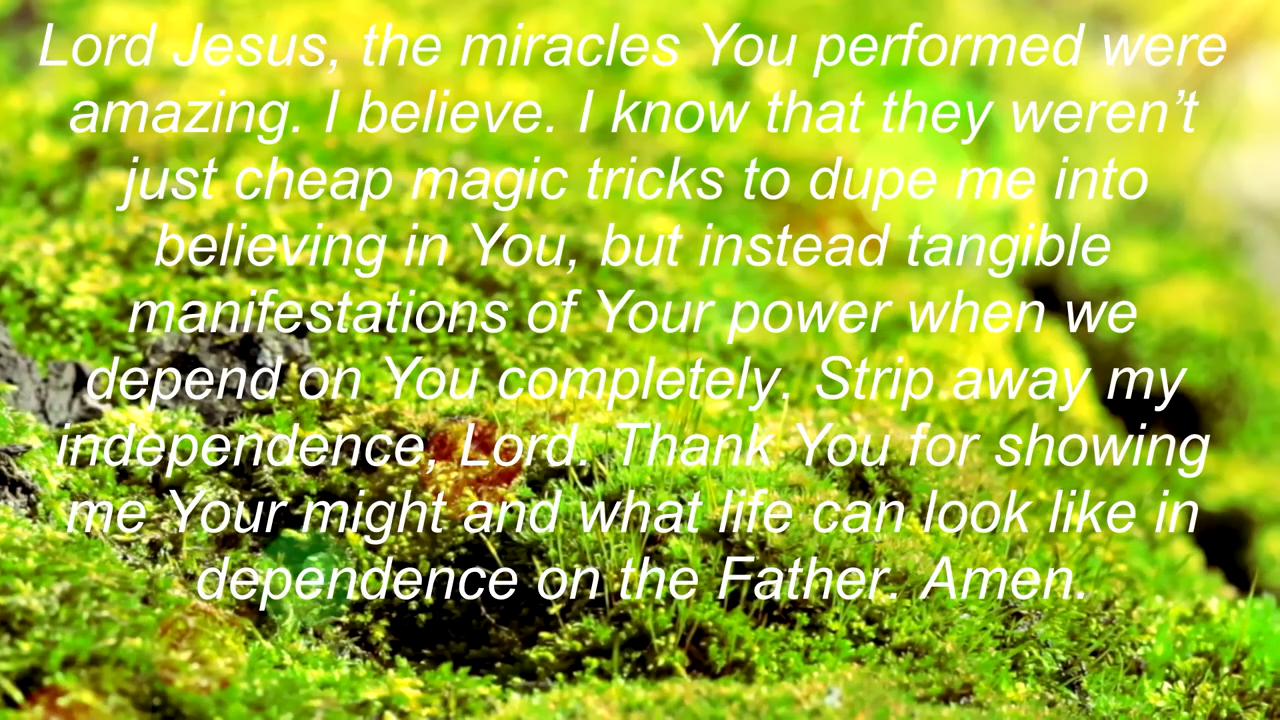 Lord Jesus, the miracles You performed were
amazing. I believe. I know that they weren’t
just cheap magic tricks to dupe me into
believing in You, but instead tangible
manifestations of Your power when we
depend on You completely. Strip away my
independence, Lord. Thank You for showing
me Your might and what life can look like in
dependence on the Father. Amen.